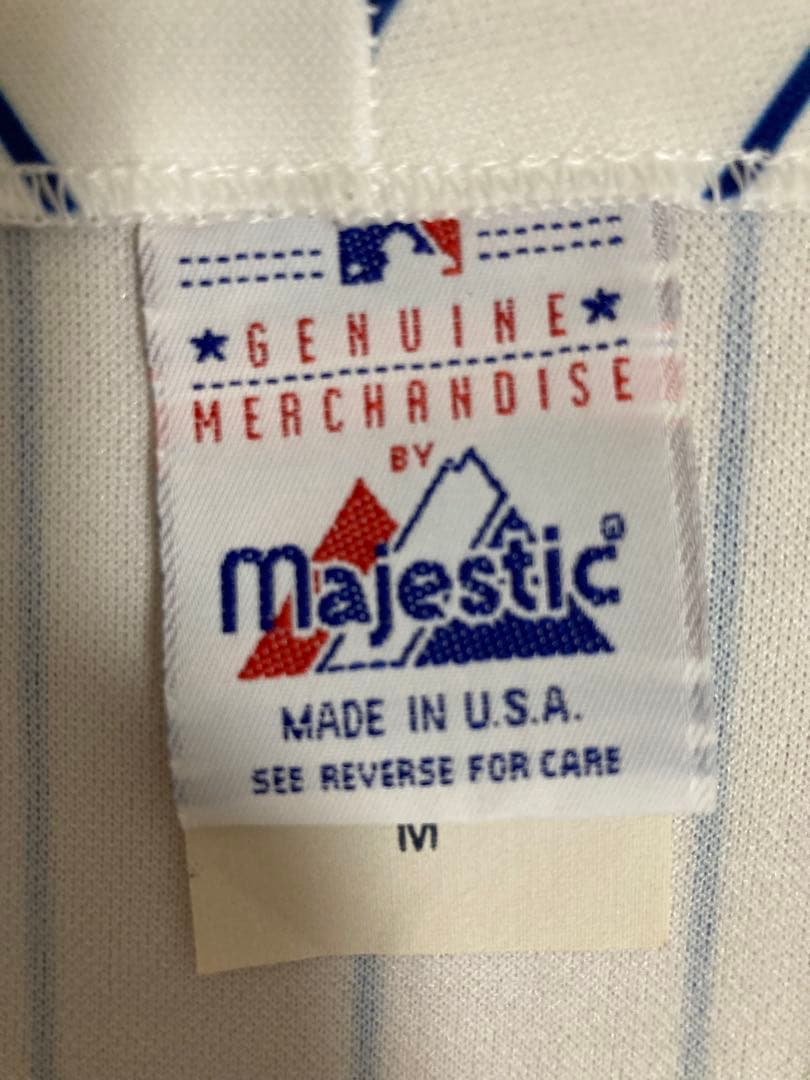 GENUINE
MERCHANDISE
BY
Majestic®
MADE IN U.S.A.
SEE REVERSE FOR CARE
M